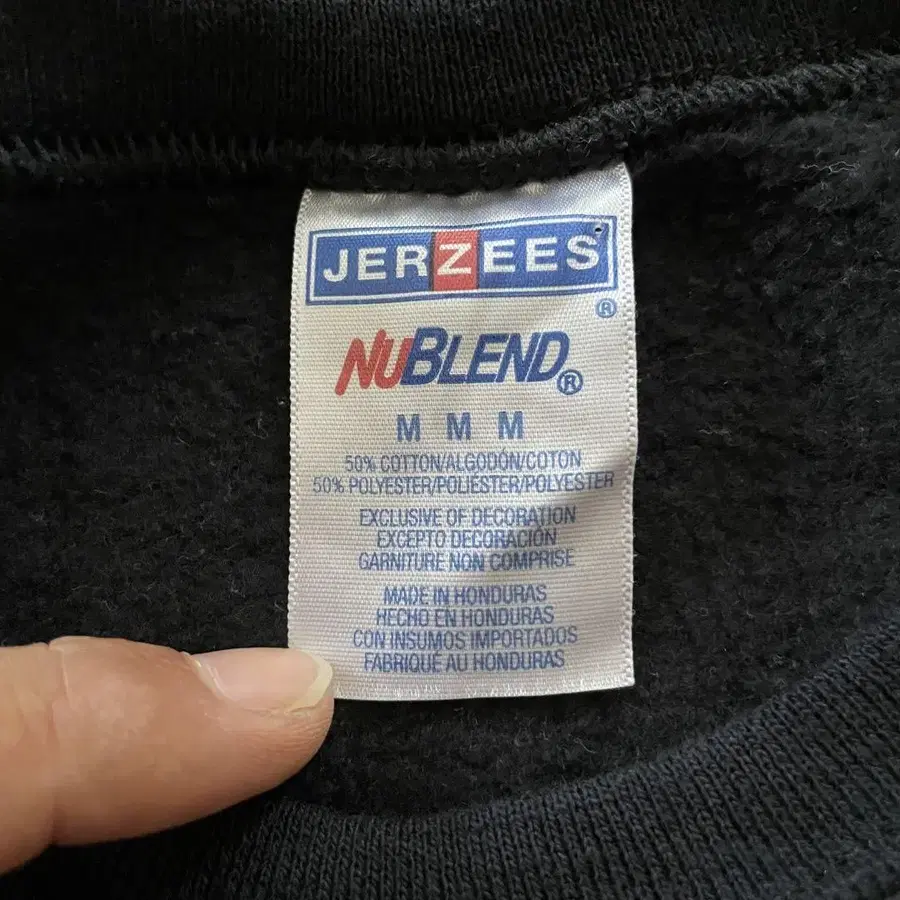 JERZEES
®
NUBLEND®
M M M
50% COTTON/ALGODÓN/COTON
50% POLYESTER/POLIÉSTER/POLYESTER
EXCLUSIVE OF DECORATION
EXCEPTO DECORACIÓN
GARNITURE NON COMPRISE
MADE IN HONDURAS
HECHO EN HONDURAS
CON INSUMOS IMPORTADOS
FABRIQUÉ AU HONDURAS